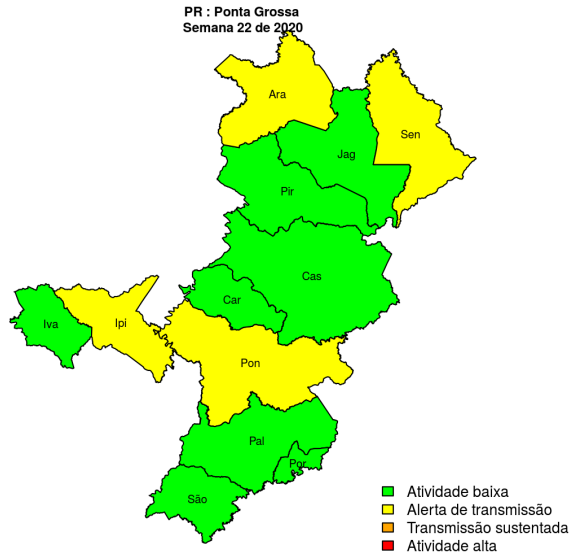 PR : Ponta Grossa
Semana 22 de 2020
Ara
Sen
Jag
Pir
Cas
Car
Iva
Ipi
Pon
Pal
Por
São
Atividade baixa
Alerta de transmissão
Transmissão sustentada
Atividade alta